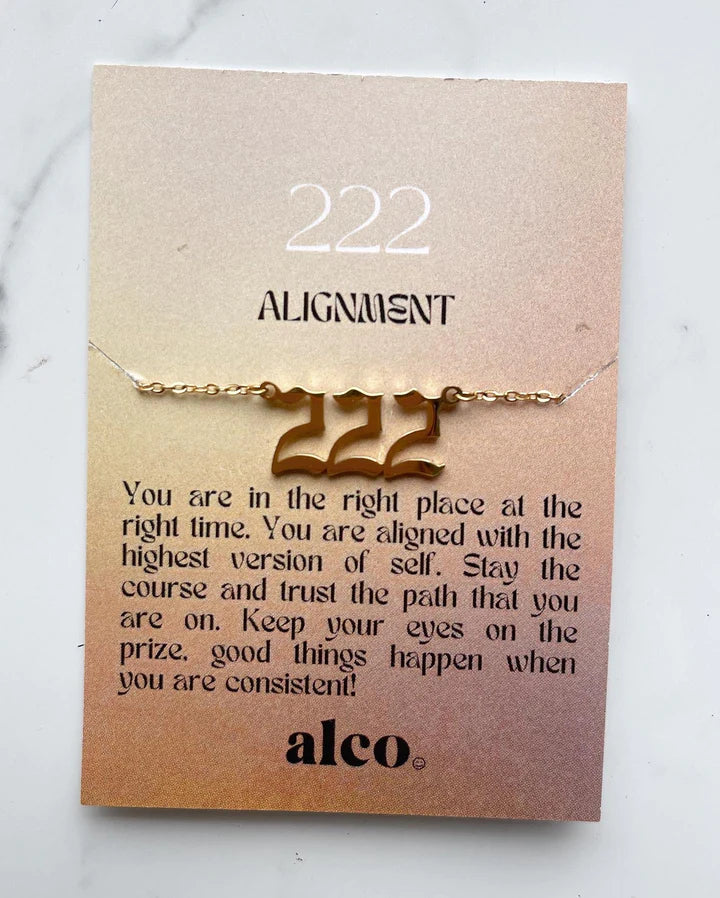 222
ALIGNMENT
222
You are in the right place at the
right time. You are aligned with the
highest version of self. Stay the
course and trust the path that you
are on. Keep your eyes on the
prize, good things happen when
you are consistent!
alco